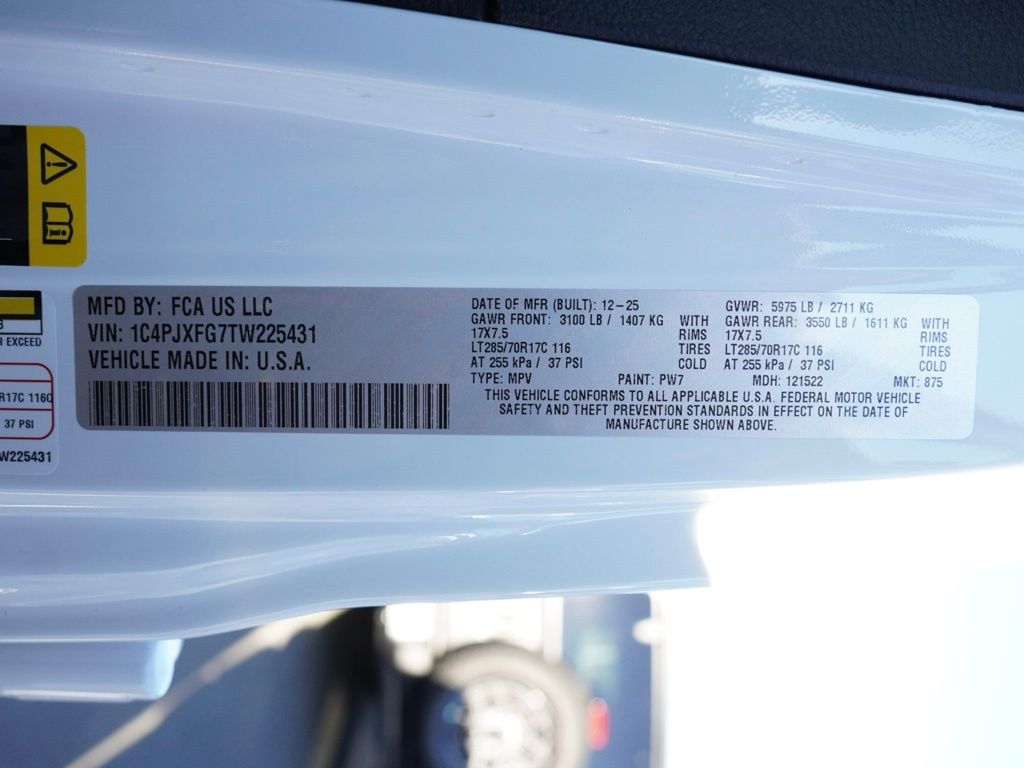 MFD BY: FCA US LLC
VIN: 1C4PJXFG7TW225431
VEHICLE MADE IN: U.S.A.
DATE OF MFR (BUILT): 12-25
GAWR FRONT: 3100 LB / 1407 KG WITH
17X7.5 RIMS
LT285/70R17C 116 TIRES
AT 255 kPa / 37 PSI COLD
GVWR: 5975 LB / 2711 KG
GAWR REAR: 3550 LB / 1611 KG WITH
17X7.5 RIMS
LT285/70R17C 116 TIRES
AT 255 kPa / 37 PSI COLD
TYPE: MPV PAINT: PW7 MDH: 121522 MKT: 875
THIS VEHICLE CONFORMS TO ALL APPLICABLE U.S.A. FEDERAL MOTOR VEHICLE
SAFETY AND THEFT PREVENTION STANDARDS IN EFFECT ON THE DATE OF
MANUFACTURE SHOWN ABOVE.
R EXCEED
R17C 116Q
37 PSI
W225431